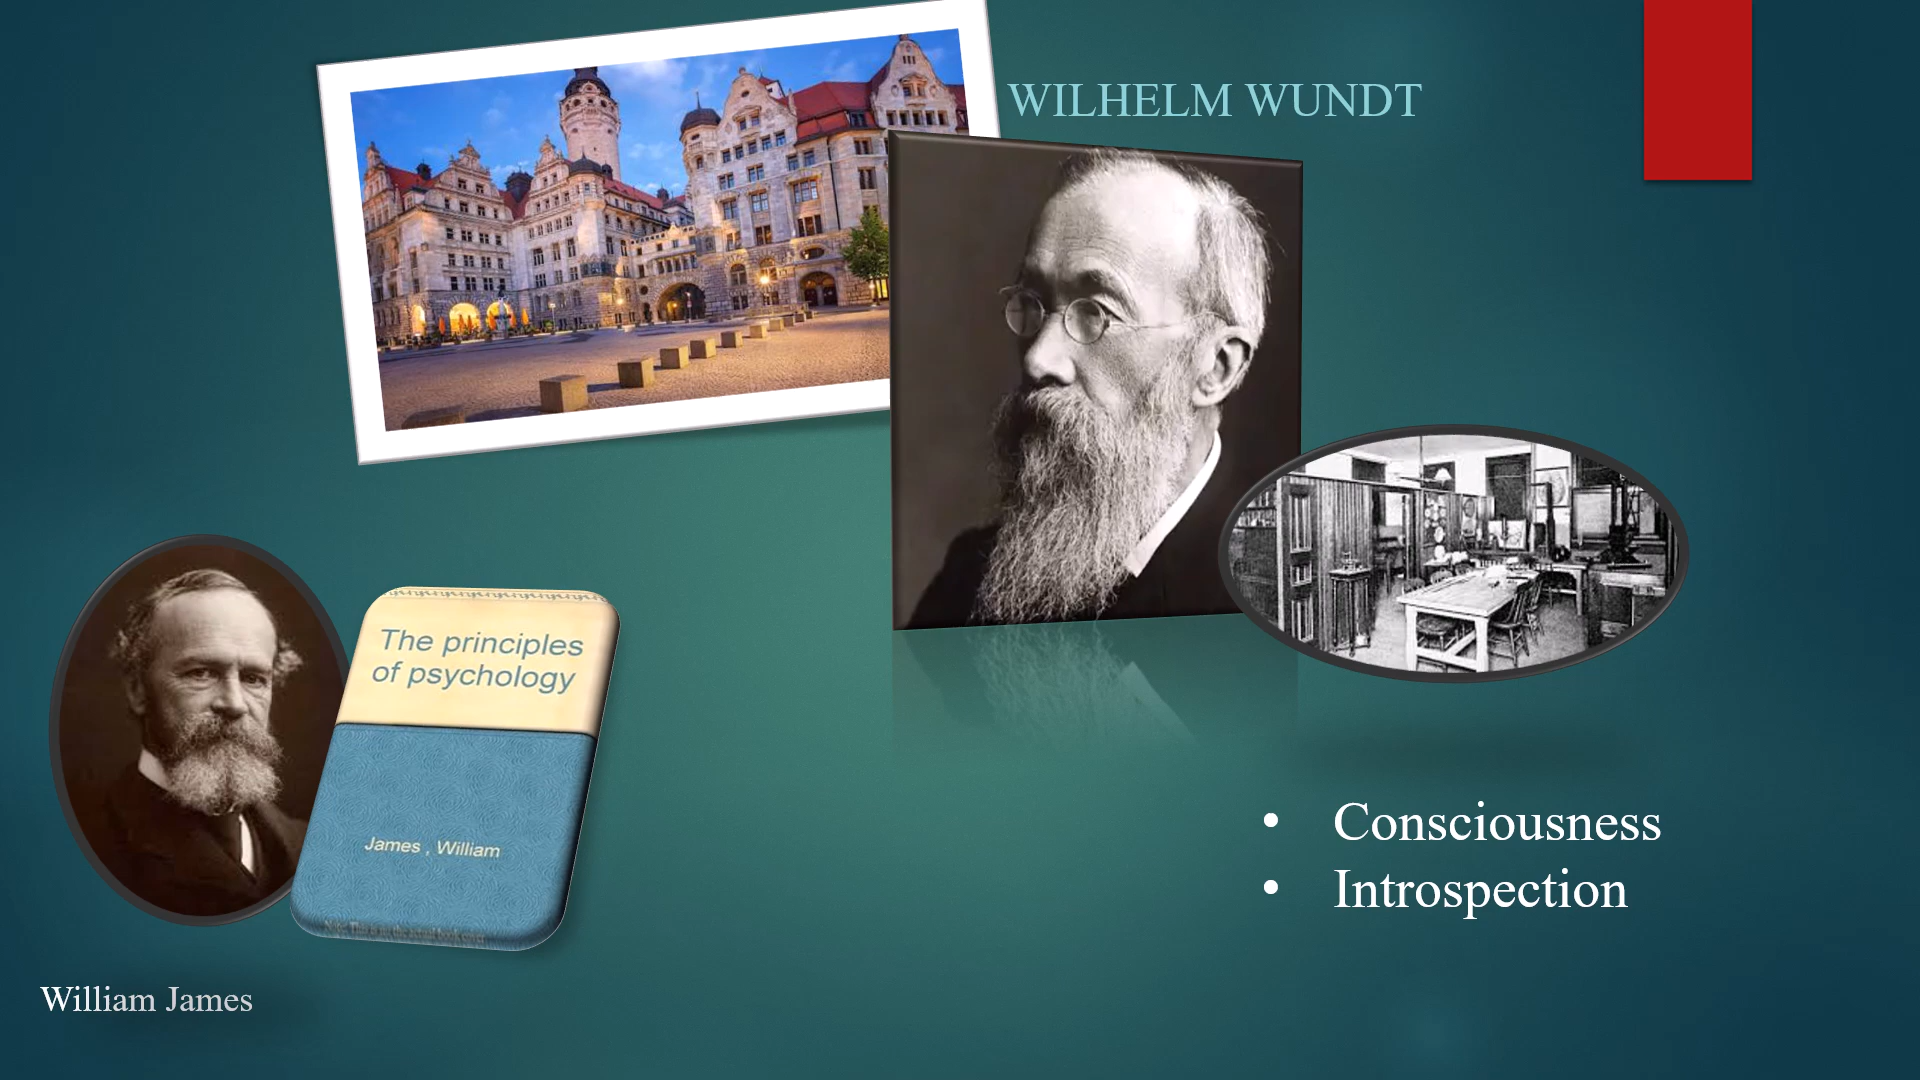 WILHELM WUNDT
The principles
of psychology
James , William
• Consciousness
• Introspection
William James